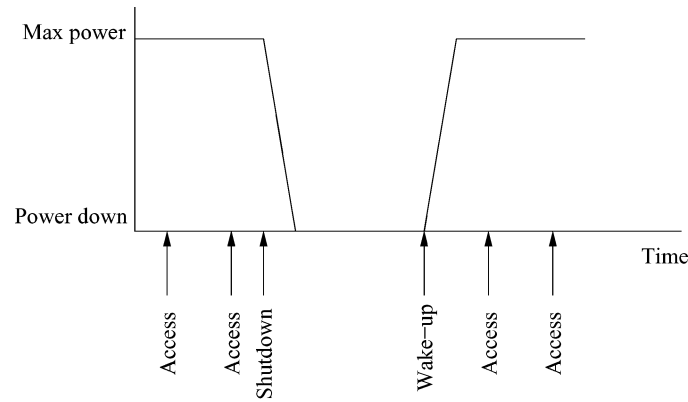 Max power
Power down
Time
Access
Access
Shutdown
Wake−up
Access
Access